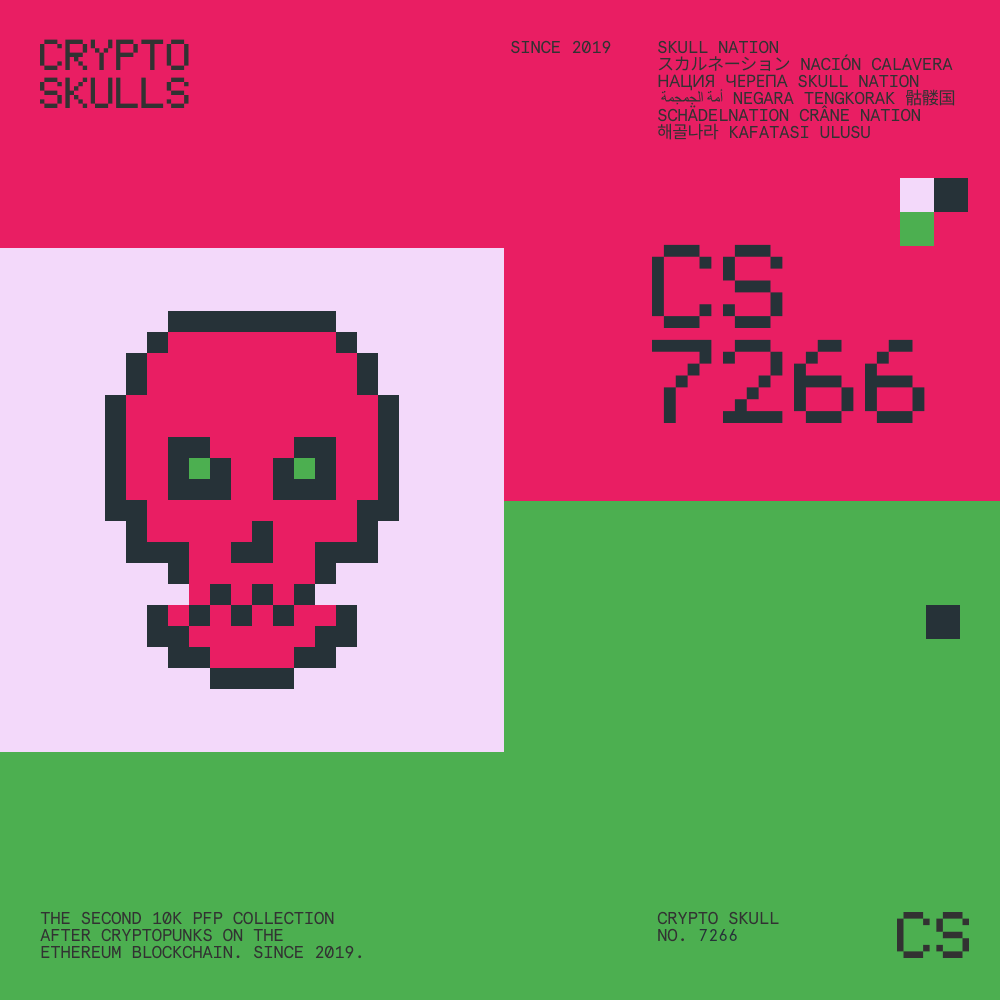 CRYPTO
SKULLS
SINCE 2019
SKULL NATION
スカルネーション NACIÓN CALAVERA
НАЦИЯ ЧЕРЕПА SKULL NATION
أمة الجمجمة NEGARA TENGKORAK 骷髅国
SCHÄDELNATION CRÂNE NATION
해골나라 KAFATASI ULUSU
CS
7266
THE SECOND 10K PFP COLLECTION
AFTER CRYPTOPUNKS ON THE
ETHEREUM BLOCKCHAIN. SINCE 2019.
CRYPTO SKULL
NO. 7266
CS